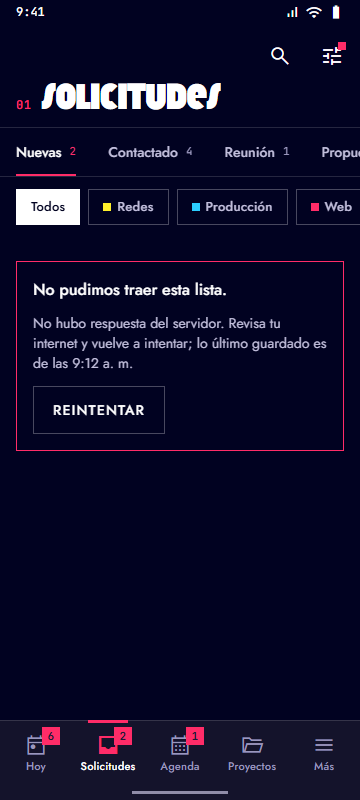 9:41
01 SOLICITUDES
Nuevas 2 Contactado 4 Reunión 1 Propu
Todos Redes Producción Web
No pudimos traer esta lista.
No hubo respuesta del servidor. Revisa tu
internet y vuelve a intentar; lo último guardado es
de las 9:12 a. m.
REINTENTAR
6 2 1
Hoy Solicitudes Agenda Proyectos Más